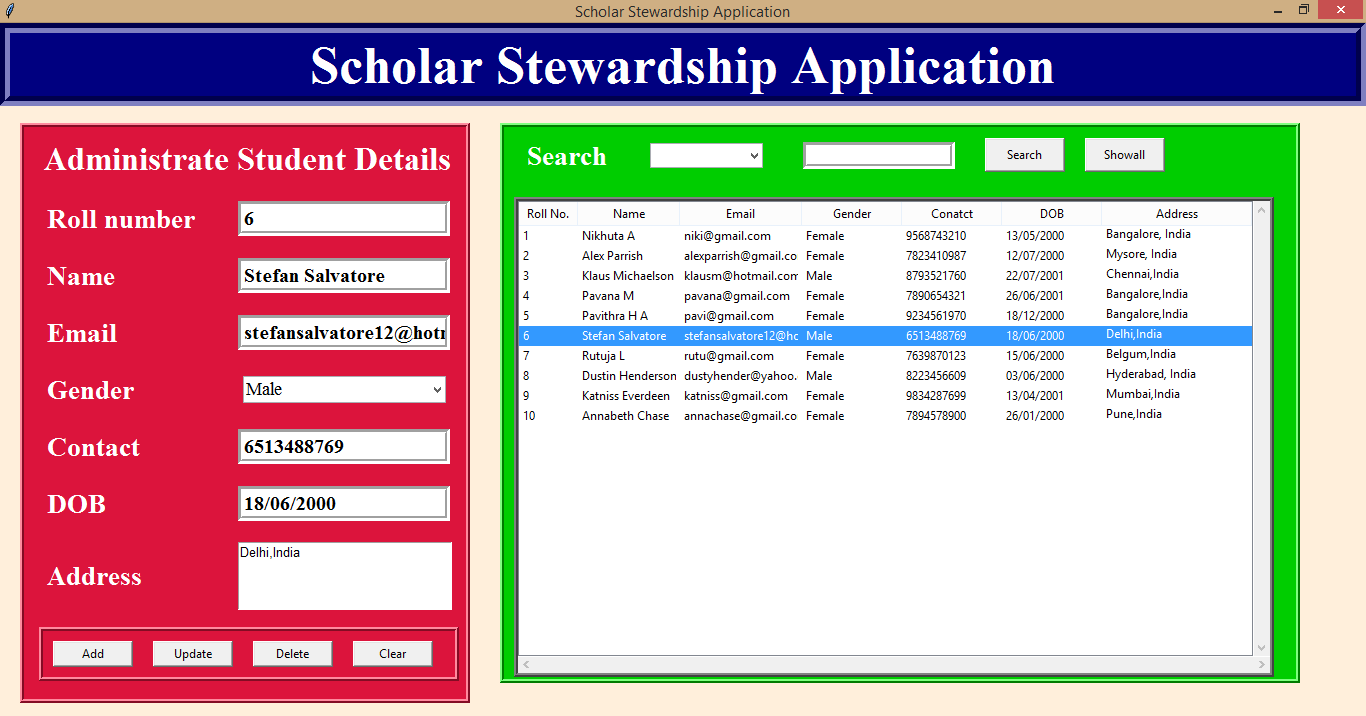 Scholar Stewardship Application
Scholar Stewardship Application
Administrate Student Details
Roll number 6
Name Stefan Salvatore
Email stefansalvatore12@hotr
Gender Male
Contact 6513488769
DOB 18/06/2000
Address Delhi,India
Add Update Delete Clear
Search Search Showall
Roll No. Name Email Gender Conatct DOB Address
1 Nikhuta A niki@gmail.com Female 9568743210 13/05/2000 Bangalore, India
2 Alex Parrish alexparrish@gmail.co Female 7823410987 12/07/2000 Mysore, India
3 Klaus Michaelson klausm@hotmail.com Male 8793521760 22/07/2001 Chennai,India
4 Pavana M pavana@gmail.com Female 7890654321 26/06/2001 Bangalore,India
5 Pavithra H A pavi@gmail.com Female 9234561970 18/12/2000 Bangalore,India
6 Stefan Salvatore stefansalvatore12@hc Male 6513488769 18/06/2000 Delhi,India
7 Rutuja L rutu@gmail.com Female 7639870123 15/06/2000 Belgum,India
8 Dustin Henderson dustyhender@yahoo. Male 8223456609 03/06/2000 Hyderabad, India
9 Katniss Everdeen katniss@gmail.com Female 9834287699 13/04/2001 Mumbai,India
10 Annabeth Chase annachase@gmail.co Female 7894578900 26/01/2000 Pune,India